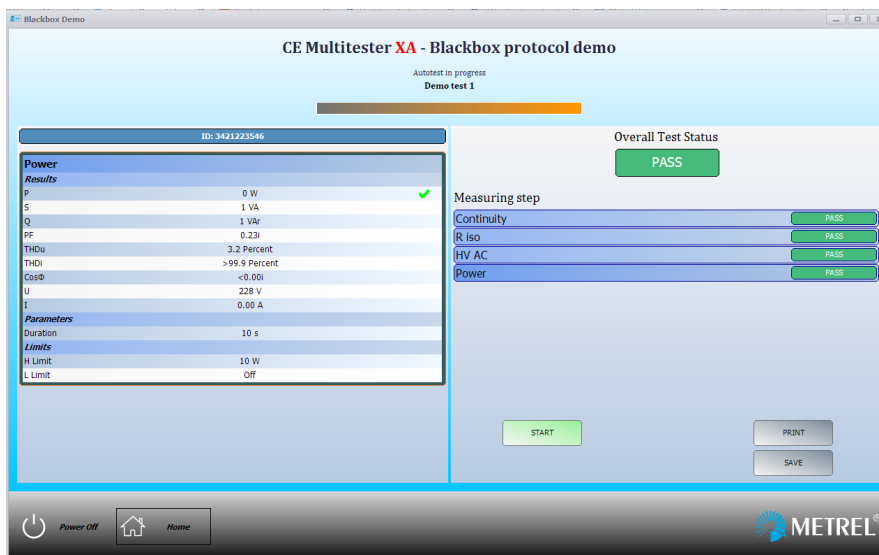 Blackbox Demo
CE Multitester XA - Blackbox protocol demo
Autotest in progress
Demo test 1
ID: 3421223546
Power
Results
P 0 W
S 1 VA
Q 1 VAr
PF 0.23i
THDu 3.2 Percent
THDi >99.9 Percent
CosΦ <0.00i
U 228 V
I 0.00 A
Parameters
Duration 10 s
Limits
H Limit 10 W
L Limit Off
Overall Test Status
PASS
Measuring step
Continuity PASS
R iso PASS
HV AC PASS
Power PASS
START
PRINT
SAVE
Power Off
Home
METREL®